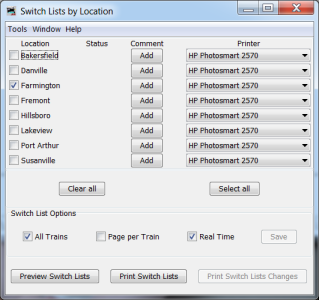 Switch Lists by Location
Tools Window Help
Location Status Comment Printer
Bakersfield Add HP Photosmart 2570
Danville Add HP Photosmart 2570
Farmington Add HP Photosmart 2570
Fremont Add HP Photosmart 2570
Hillsboro Add HP Photosmart 2570
Lakeview Add HP Photosmart 2570
Port Arthur Add HP Photosmart 2570
Susanville Add HP Photosmart 2570
Clear all Select all
Switch List Options
All Trains Page per Train Real Time Save
Preview Switch Lists Print Switch Lists Print Switch Lists Changes